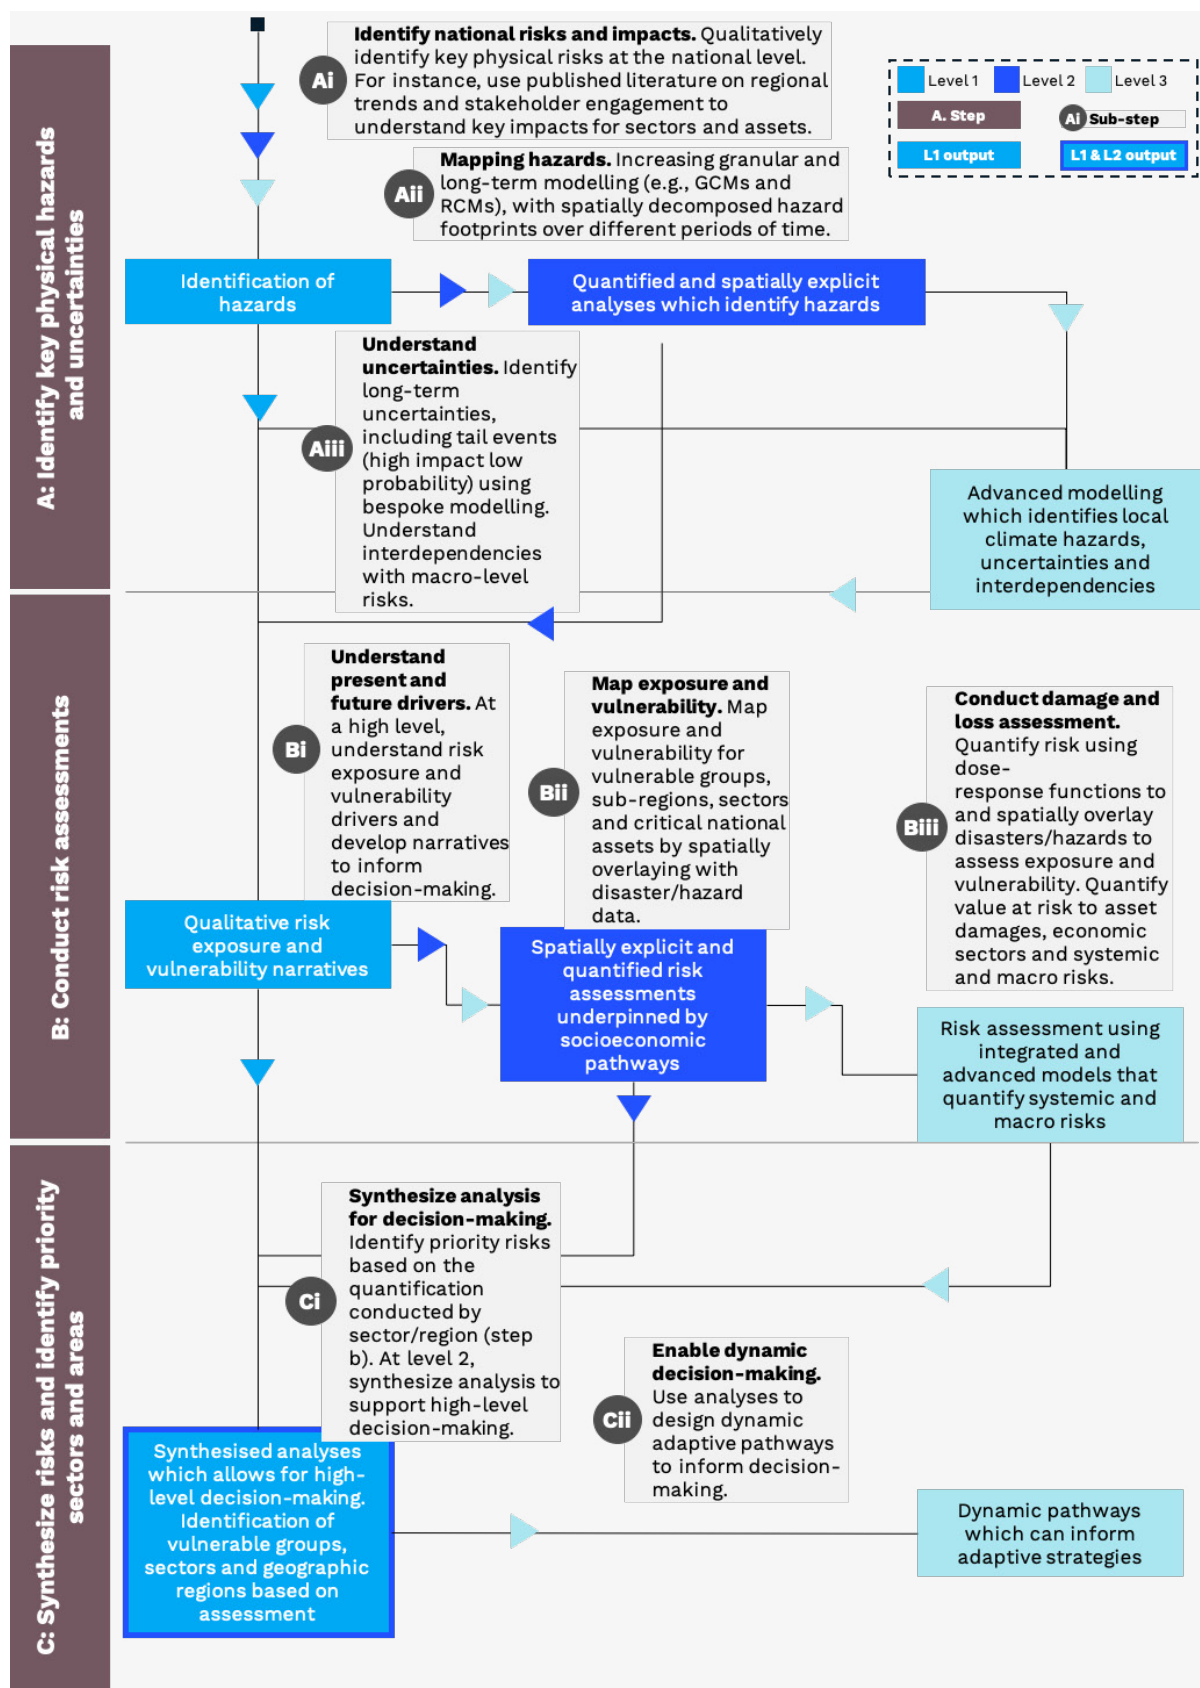 Identify national risks and impacts. Qualitatively
identify key physical risks at the national level.
For instance, use published literature on regional
trends and stakeholder engagement to
understand key impacts for sectors and assets.
Ai
Level 1
Level 2
Level 3
A. Step
Ai Sub-step
L1 output
L1 & L2 output
Mapping hazards. Increasing granular and
long-term modelling (e.g., GCMs and
RCMs), with spatially decomposed hazard
footprints over different periods of time.
Aii
A: Identify key physical hazards
and uncertainties
Identification of
hazards
Quantified and spatially explicit
analyses which identify hazards
Understand
uncertainties. Identify
long-term
uncertainties,
including tail events
(high impact low
probability) using
bespoke modelling.
Understand
interdependencies
with macro-level
risks.
Aiii
Advanced modelling
which identifies local
climate hazards,
uncertainties and
interdependencies
B: Conduct risk assessments
Understand
present and
future drivers. At
a high level,
understand risk
exposure and
vulnerability
drivers and
develop narratives
to inform
decision-making.
Bi
Map exposure and
vulnerability. Map
exposure and
vulnerability for
vulnerable groups,
sub-regions, sectors
and critical national
assets by spatially
overlaying with
disaster/hazard
data.
Bii
Conduct damage and
loss assessment.
Quantify risk using
dose-
response functions to
and spatially overlay
disasters/hazards to
assess exposure and
vulnerability. Quantify
value at risk to asset
damages, economic
sectors and systemic
and macro risks.
Biii
Qualitative risk
exposure and
vulnerability narratives
Spatially explicit and
quantified risk
assessments
underpinned by
socioeconomic
pathways
Risk assessment using
integrated and
advanced models that
quantify systemic and
macro risks
C: Synthesize risks and identify priority
sectors and areas
Synthesize analysis
for decision-making.
Identify priority risks
based on the
quantification
conducted by
sector/region (step
b). At level 2,
synthesize analysis to
support high-level
decision-making.
Ci
Enable dynamic
decision-making.
Use analyses to
design dynamic
adaptive pathways
to inform decision-
making.
Cii
Synthesised analyses
which allows for high-
level decision-making.
Identification of
vulnerable groups,
sectors and geographic
regions based on
assessment
Dynamic pathways
which can inform
adaptive strategies